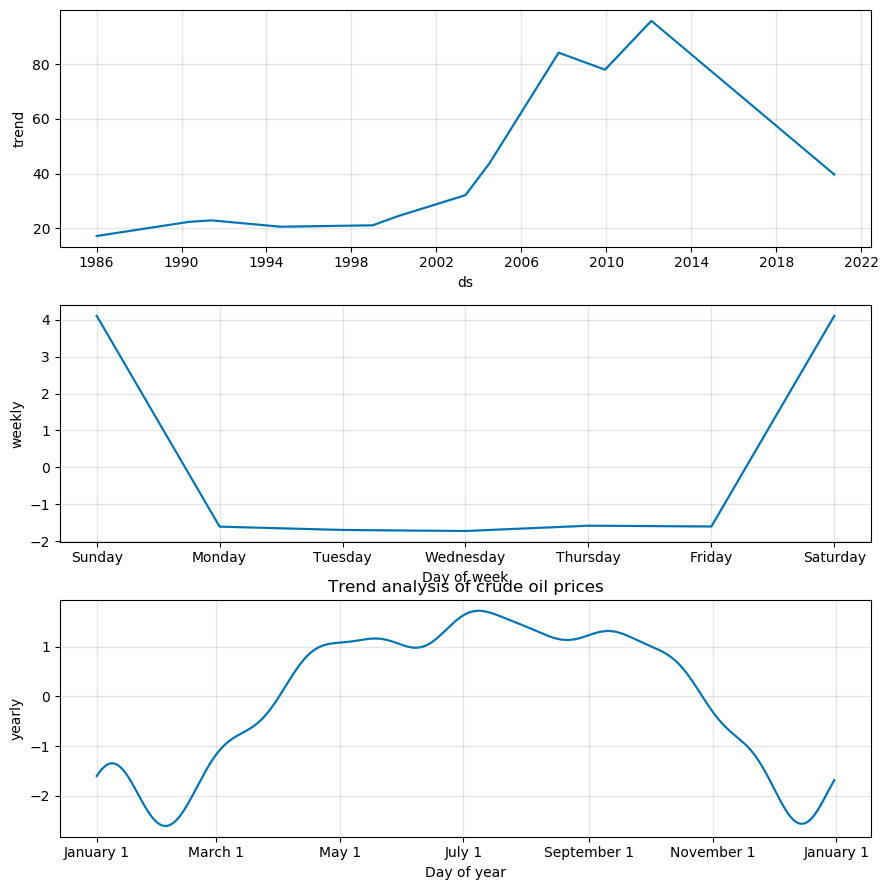 80
60
40
20
trend
1986 1990 1994 1998 2002 2006 2010 2014 2018 2022
ds
4
3
2
1
0
−1
−2
weekly
Sunday Monday Tuesday Wednesday Thursday Friday Saturday
Day of week
Trend analysis of crude oil prices
1
0
−1
−2
yearly
January 1 March 1 May 1 July 1 September 1 November 1 January 1
Day of year